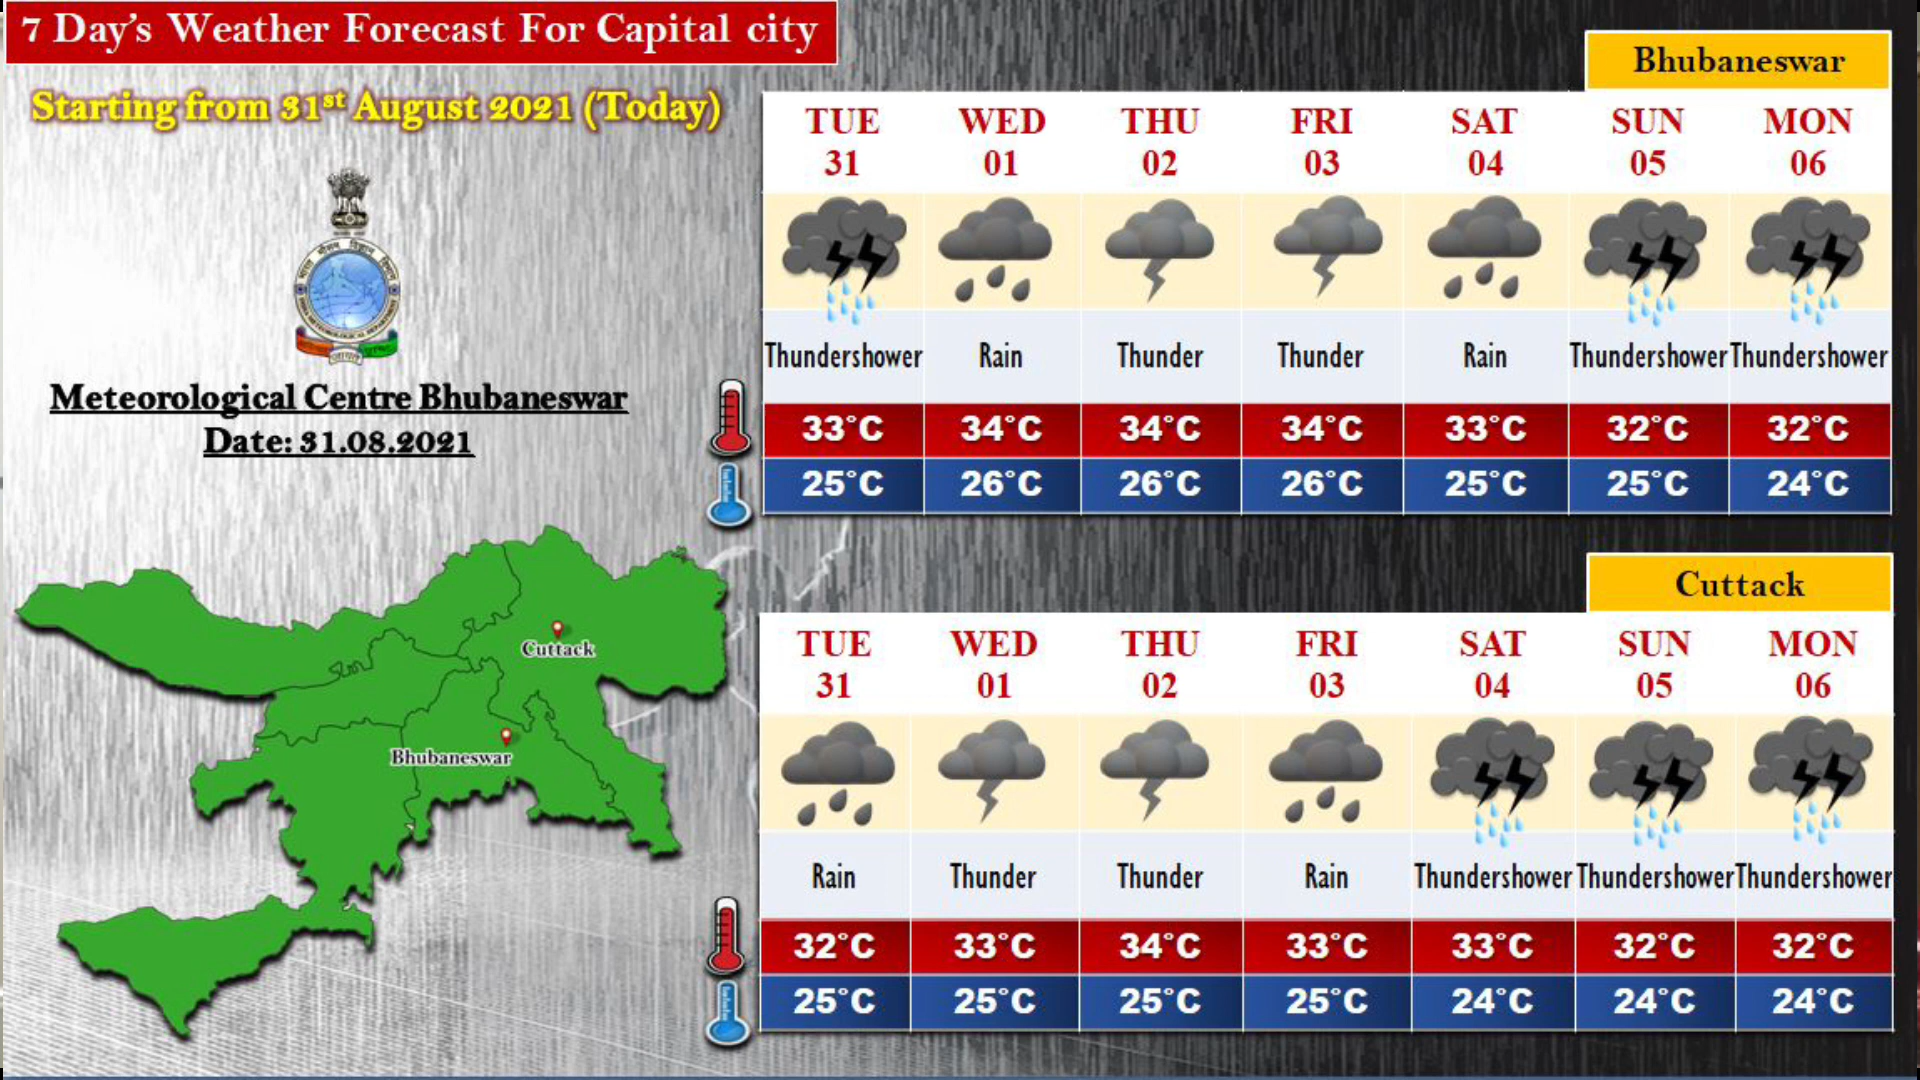 7 Day's Weather Forecast For Capital city
Starting from 31st August 2021 (Today)
Meteorological Centre Bhubaneswar
Date: 31.08.2021
Cuttack
Bhubaneswar
Bhubaneswar
TUE WED THU FRI SAT SUN MON
31 01 02 03 04 05 06
Thundershower Rain Thunder Thunder Rain Thundershower Thundershower
33°C 34°C 34°C 34°C 33°C 32°C 32°C
25°C 26°C 26°C 26°C 25°C 25°C 24°C
Cuttack
TUE WED THU FRI SAT SUN MON
31 01 02 03 04 05 06
Rain Thunder Thunder Rain Thundershower Thundershower Thundershower
32°C 33°C 34°C 33°C 33°C 32°C 32°C
25°C 25°C 25°C 25°C 24°C 24°C 24°C